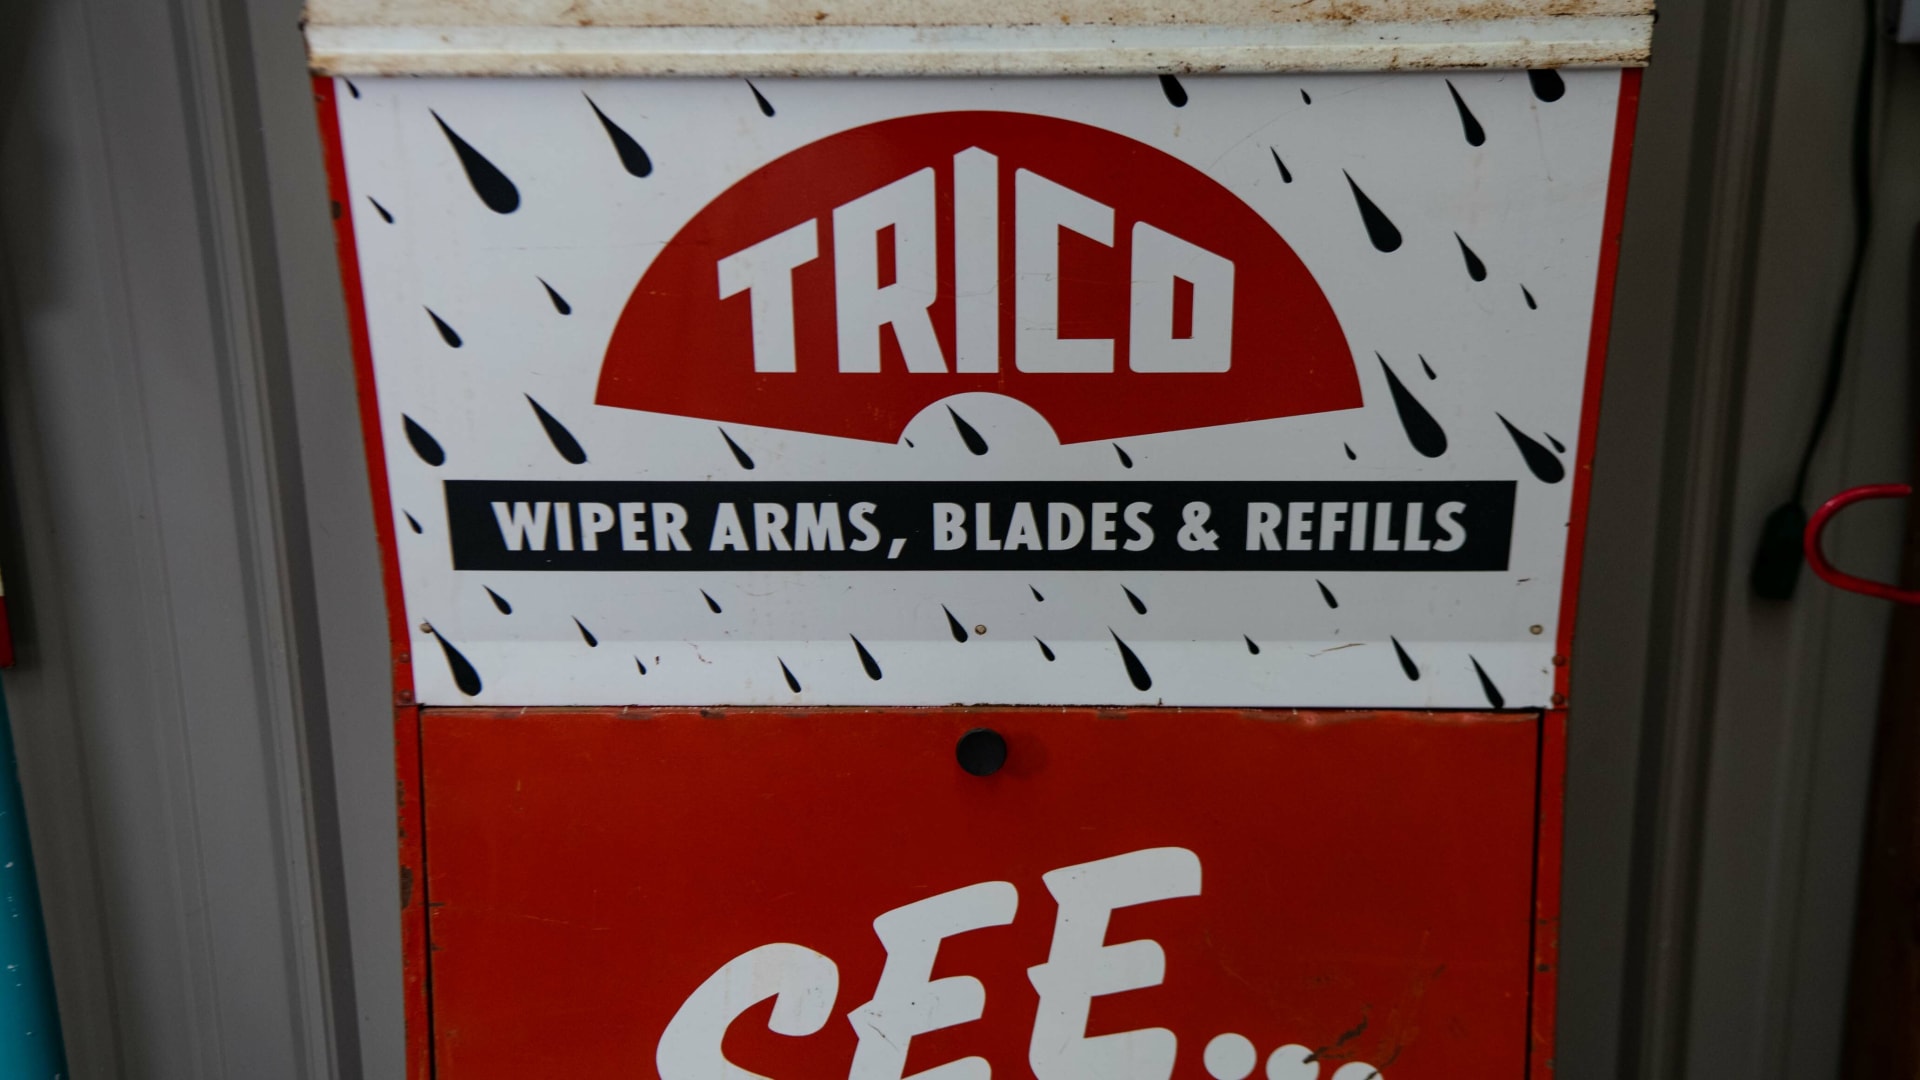 TRICO
WIPER ARMS, BLADES & REFILLS
SEE...